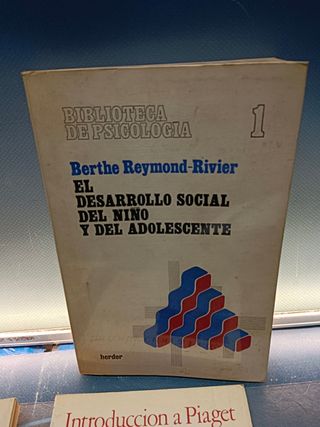 BIBLIOTECA
DE PSICOLOGIA
1
Berthe Reymond-Rivier
EL
DESARROLLO SOCIAL
DEL NIÑO
Y DEL ADOLESCENTE
herder
Introduccion a Piaget